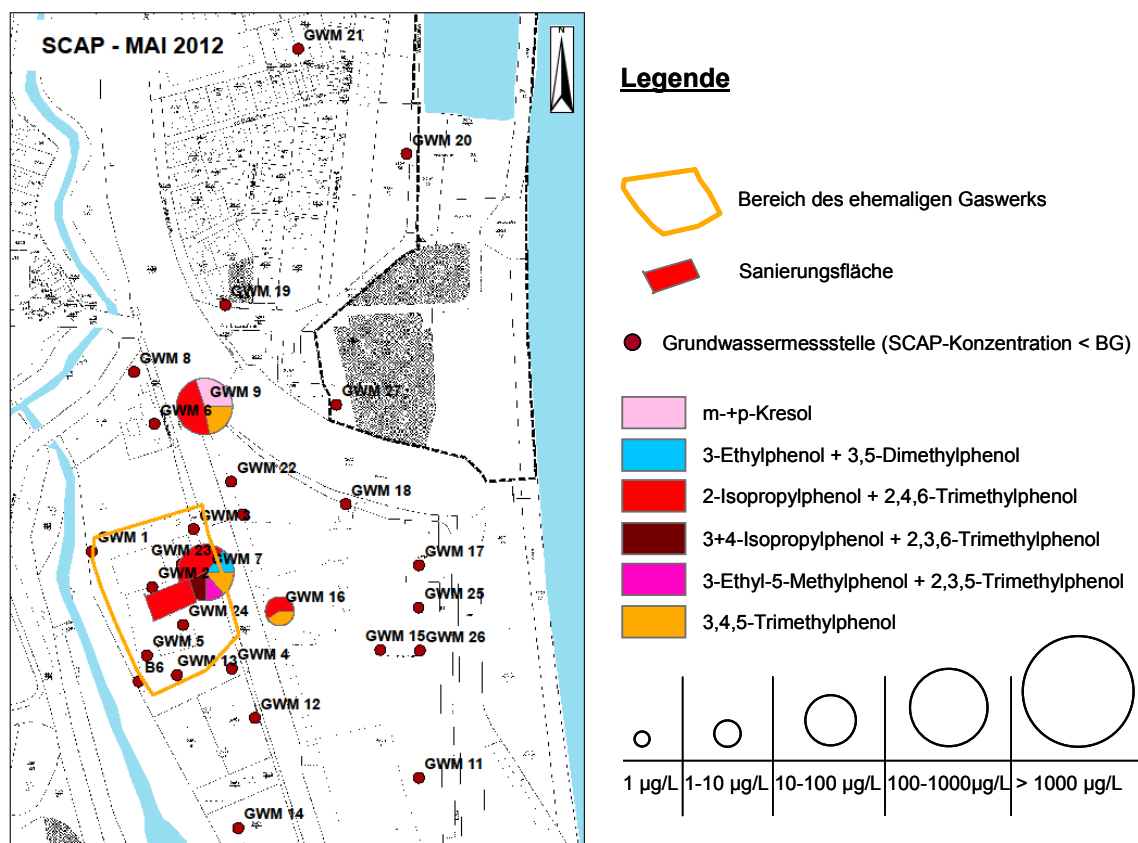 SCAP - MAI 2012
N
GWM 21
GWM 20
GWM 19
GWM 8
GWM 9
GWM 27
GWM 6
GWM 22
GWM 18
GWM 3
GWM 1
GWM 23
GWM 7
GWM 17
GWM 2
GWM 16
GWM 25
GWM 24
GWM 5
GWM 15
GWM 26
B6
GWM 13
GWM 4
GWM 12
GWM 11
GWM 14
Legende
Bereich des ehemaligen Gaswerks
Sanierungsfläche
Grundwassermessstelle (SCAP-Konzentration < BG)
m-+p-Kresol
3-Ethylphenol + 3,5-Dimethylphenol
2-Isopropylphenol + 2,4,6-Trimethylphenol
3+4-Isopropylphenol + 2,3,6-Trimethylphenol
3-Ethyl-5-Methylphenol + 2,3,5-Trimethylphenol
3,4,5-Trimethylphenol
1 µg/L 1-10 µg/L 10-100 µg/L 100-1000µg/L > 1000 µg/L